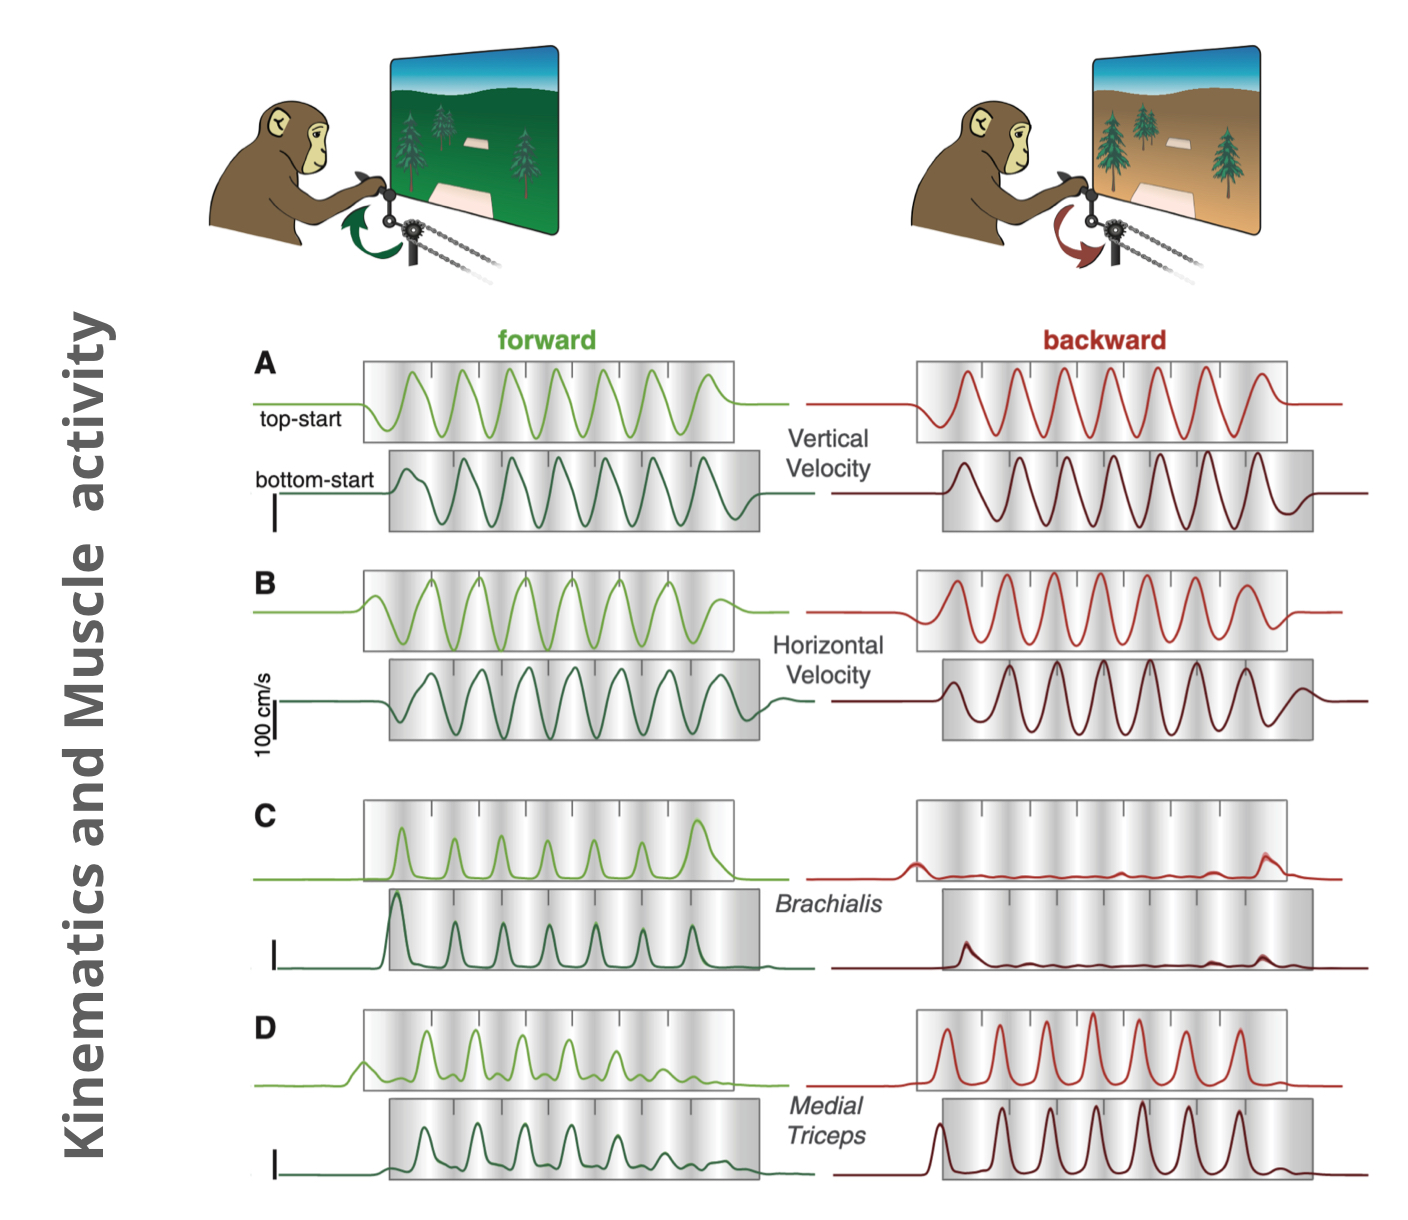 Kinematics and Muscle activity
forward
backward
A
top-start
bottom-start
Vertical
Velocity
B
Horizontal
Velocity
100 cm/s
C
Brachialis
D
Medial
Triceps